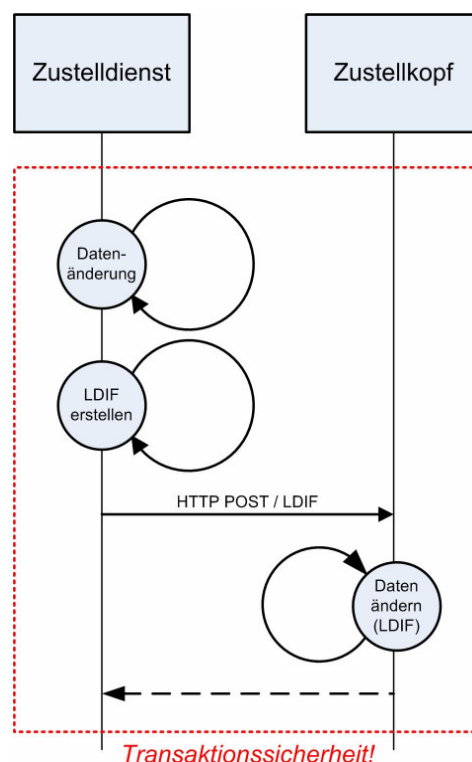 Zustelldienst
Zustellkopf
Daten-
änderung
LDIF
erstellen
HTTP POST / LDIF
Daten
ändern
(LDIF)
Transaktionssicherheit!